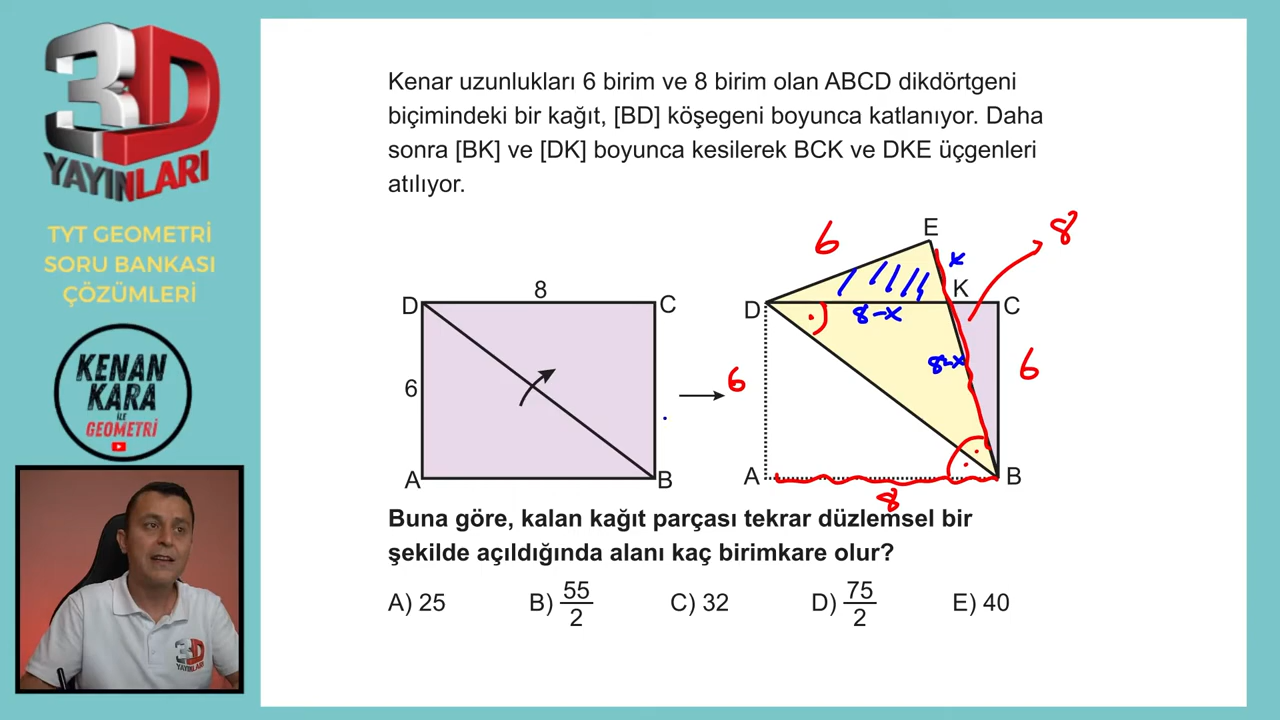 3D
YAYINLARI
TYT GEOMETRİ
SORU BANKASI
ÇÖZÜMLERİ
KENAN
KARA
İLE
GEOMETRİ
3D
YAYINLARI
Kenar uzunlukları 6 birim ve 8 birim olan ABCD dikdörtgeni
biçimindeki bir kağıt, [BD] köşegeni boyunca katlanıyor. Daha
sonra [BK] ve [DK] boyunca kesilerek BCK ve DKE üçgenleri
atılıyor.
D 8 C
6
A B
E
6 x 8
D K C
8-x
8-x
6 6
A B
8
Buna göre, kalan kağıt parçası tekrar düzlemsel bir
şekilde açıldığında alanı kaç birimkare olur?
A) 25 B) 55/2 C) 32 D) 75/2 E) 40